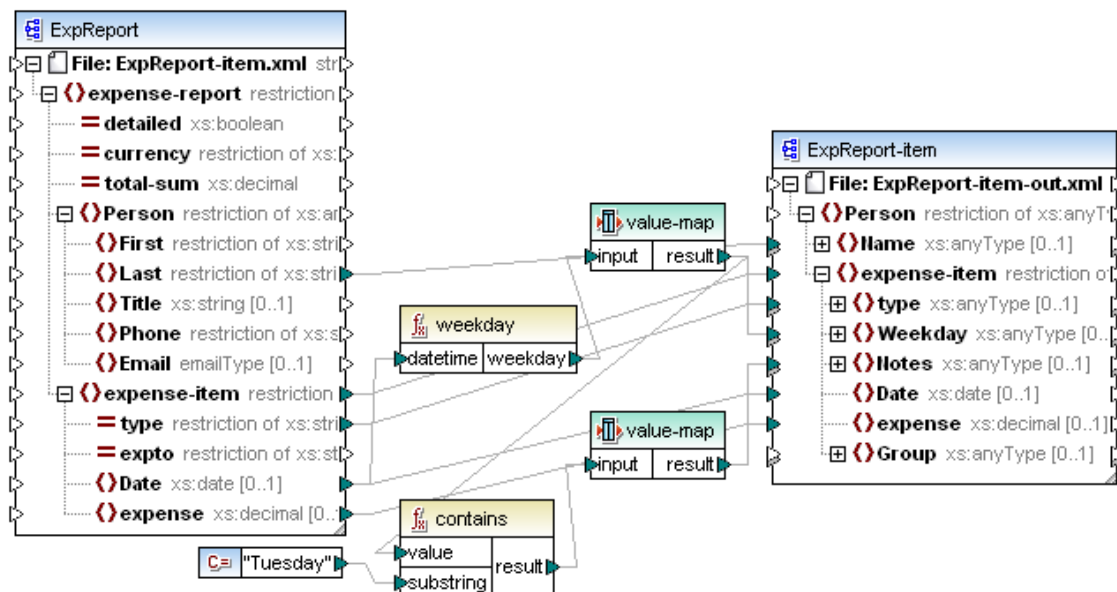 ExpReport
File: ExpReport-item.xml str
expense-report restriction
detailed xs:boolean
currency restriction of xs:
total-sum xs:decimal
Person restriction of xs:ar
First restriction of xs:stri
Last restriction of xs:stri
Title xs:string [0..1]
Phone restriction of xs:s
Email emailType [0..1]
expense-item restriction
type restriction of xs:stri
expto restriction of xs:st
Date xs:date [0..1]
expense xs:decimal [0..
C= "Tuesday"
weekday
datetime weekday
contains
value
result
substring
value-map
input result
value-map
input result
ExpReport-item
File: ExpReport-item-out.xml
Person restriction of xs:anyT
Name xs:anyType [0..1]
expense-item restriction of
type xs:anyType [0..1]
Weekday xs:anyType [0..
Notes xs:anyType [0..1]
Date xs:date [0..1]
expense xs:decimal [0..1]
Group xs:anyType [0..1]